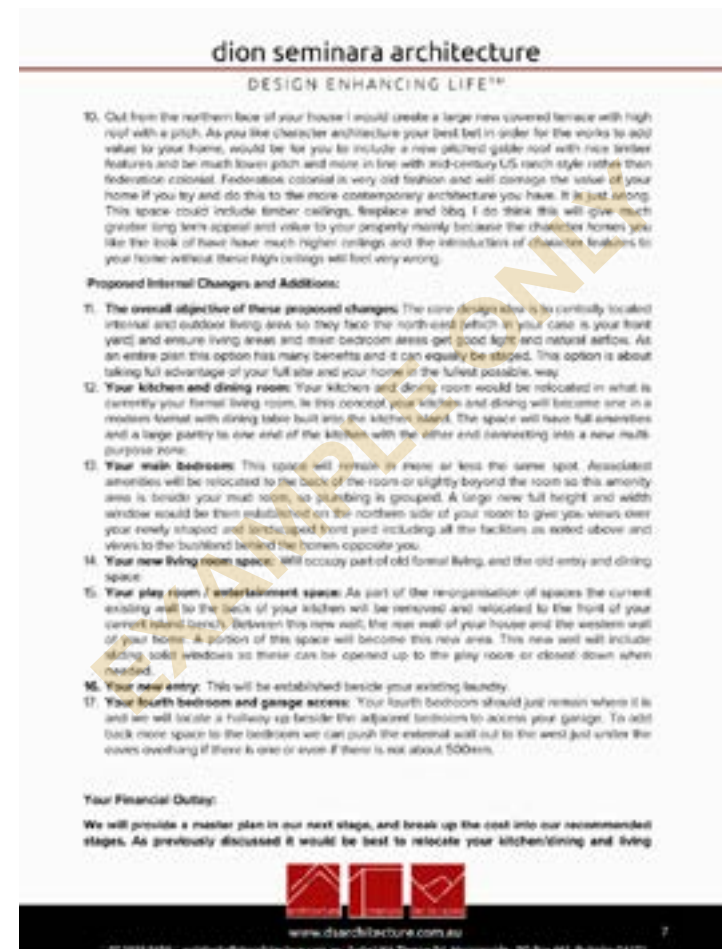 dion seminara architecture
DESIGN ENHANCING LIFE™
10. Out from the northern face of your house I would create a large new covered terrace with high
roof with a pitch. As you like character architecture your best bet in order for the works to add
value to your home, would be for you to include a new pitched gable roof with nice timber
features and be much lower pitch and more in line with mid-century US ranch style rather than
federation colonial. Federation colonial is very old fashion and will damage the value of your
home if you try and do this to the more contemporary architecture you have. It is just wrong.
This space could include timber ceilings, fireplace and bbq. I do think this will give much
greater long term appeal and value to your property mainly because the character homes you
like the look of have have much higher ceilings and the introduction of character features to
your home without these high ceilings will feel very wrong.
Proposed Internal Changes and Additions:
11. The overall objective of these proposed changes: The core design idea is to centrally located
internal and outdoor living area so they face the north-east (which in your case is your front
yard) and ensure living areas and main bedroom areas get good light and natural airflow. As
an entire plan this option has many benefits and it can equally be staged. This option is about
taking full advantage of your full site and your home in the fullest possible, way.
12. Your kitchen and dining room: Your kitchen and dining room would be relocated in what is
currently your formal living room. In this concept your kitchen and dining will become one in a
modern format with dining table built into the kitchen island. The space will have full amenities
and a large pantry to one end of the kitchen with the other end connecting into a new multi-
purpose zone.
13. Your main bedroom: This space will remain in more or less the same spot. Associated
amenities will be relocated to the back of the room or slightly beyond the room so this amenity
area is beside your mud room, so plumbing is grouped. A large new full height and width
window would be then established on the northern side of your room to give you views over
your newly shaped and landscaped front yard including all the facilities as noted above and
views to the bushland behind the homes opposite you.
14. Your new living room space: Will occupy part of old formal living, and the old entry and dining
space.
15. Your play room / entertainment space: As part of the re-organisation of spaces the current
existing wall to the back of your kitchen will be removed and relocated to the front of your
current island bench. Between this new wall, the rear wall of your house and the western wall
of your home. A portion of this space will become this new area. This new wall will include
sliding solid windows so these can be opened up to the play room or closed down when
needed.
16. Your new entry: This will be established beside your existing laundry.
17. Your fourth bedroom and garage access: Your fourth bedroom should just remain where it is
and we will locate a hallway up beside the adjacent bedroom to access your garage. To add
back more space to the bedroom we can push the external wall out to the west just under the
eaves overhang if there is one or even if there is not about 500mm.
Your Financial Outlay:
We will provide a master plan in our next stage, and break up the cost into our recommended
stages. As previously discussed it would be best to relocate your kitchen/dining and living
EXAMPLE ONLY
www.dsarchitecture.com.au
7